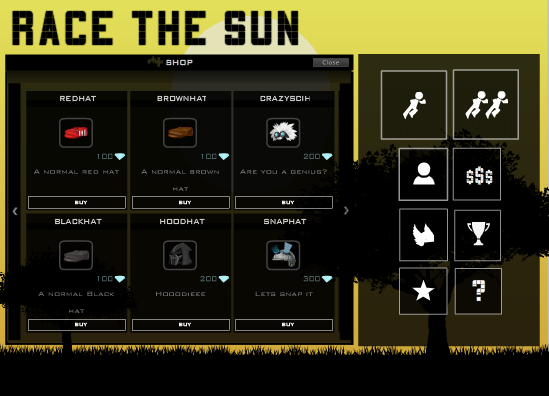 RACE THE SUN
SHOP
Close
REDHAT
BROWNHAT
CRAZYSCIH
100
100
200
A NORMAL RED HAT
A NORMAL BROWN HAT
ARE YOU A GENIUS?
BUY
BUY
BUY
BLACKHAT
HOODHAT
SNAPHAT
100
200
300
A NORMAL BLACK HAT
HOODIEEE
LETS SNAP IT
BUY
BUY
BUY
$$$
?